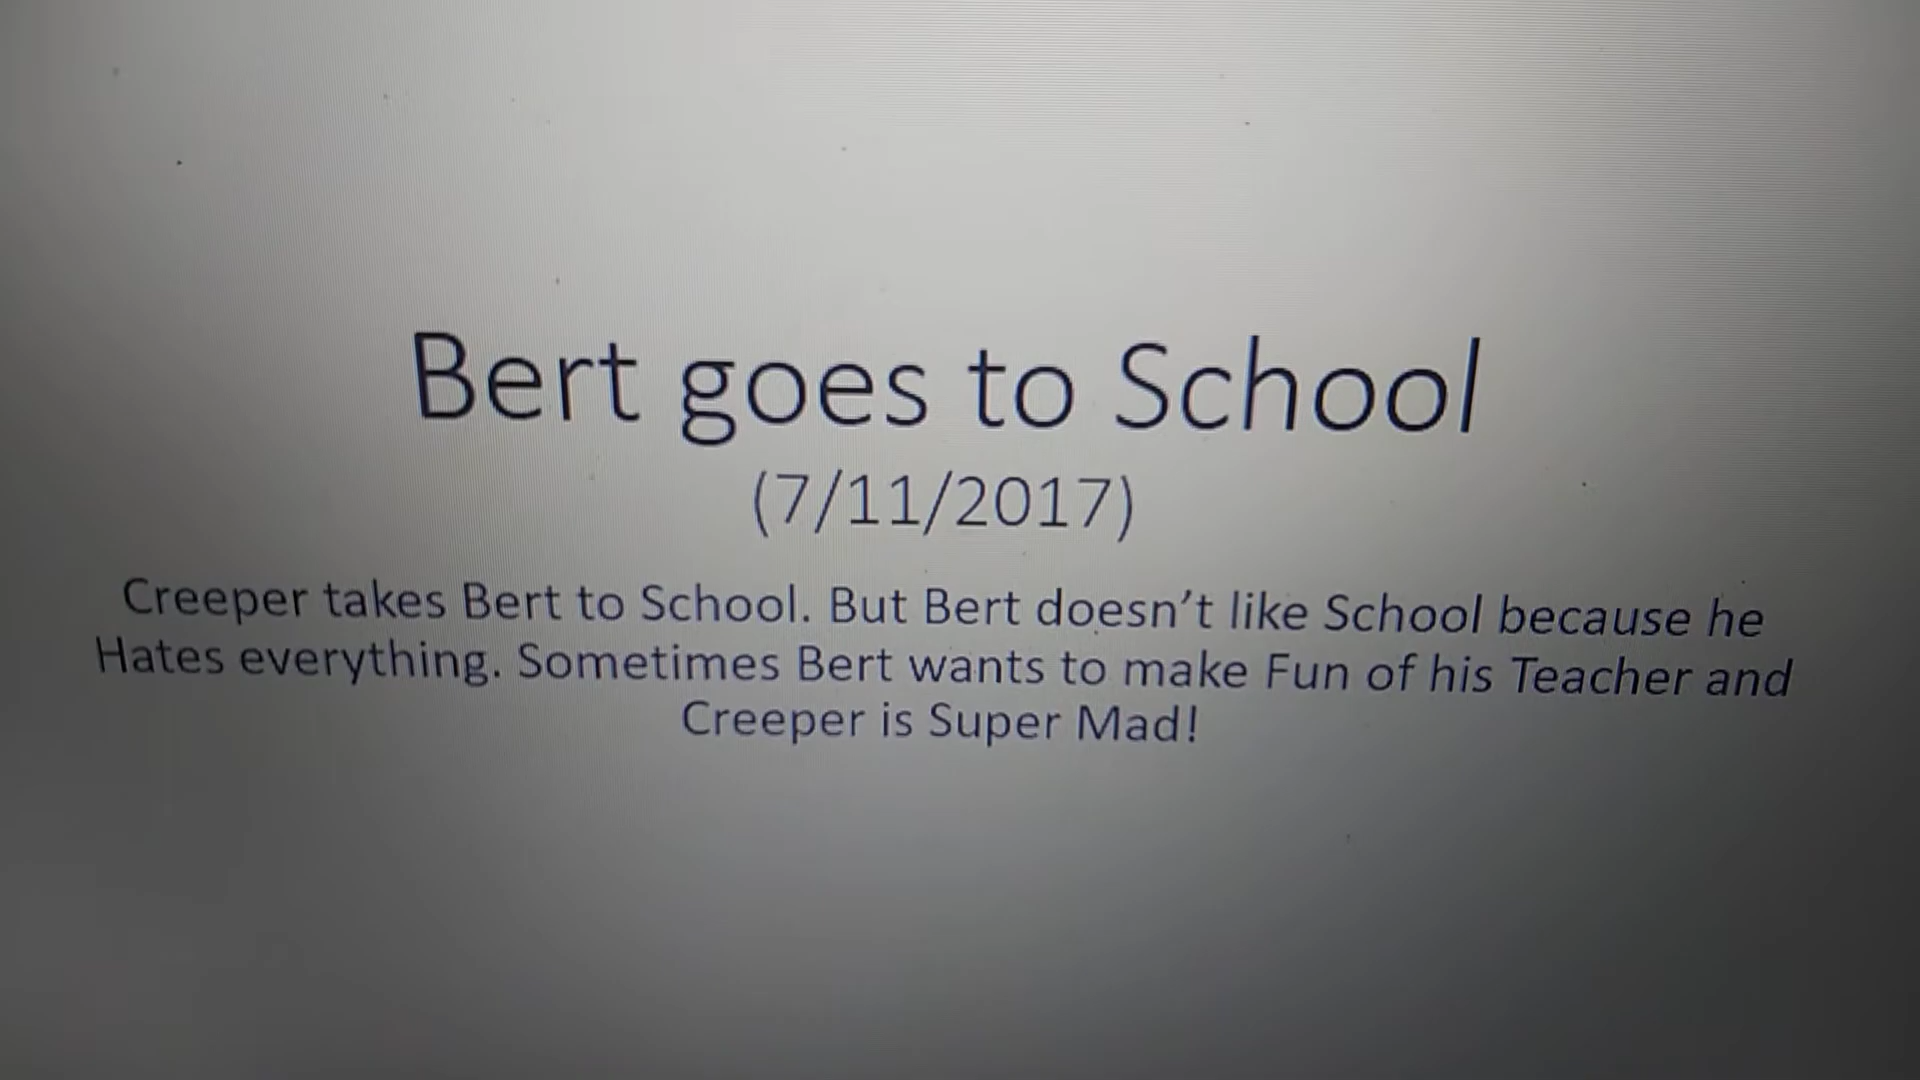 Bert goes to School
(7/11/2017)
Creeper takes Bert to School. But Bert doesn't like School because he
Hates everything. Sometimes Bert wants to make Fun of his Teacher and
Creeper is Super Mad!